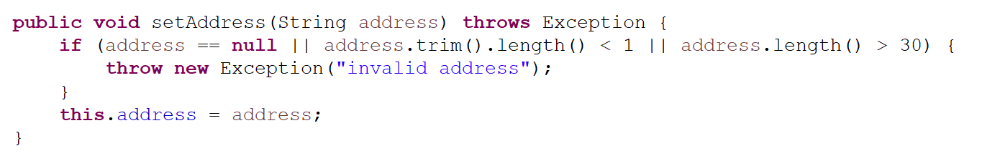 public void setAddress(String address) throws Exception {
    if (address == null || address.trim().length() < 1 || address.length() > 30) {
        throw new Exception("invalid address");
    }
    this.address = address;
}